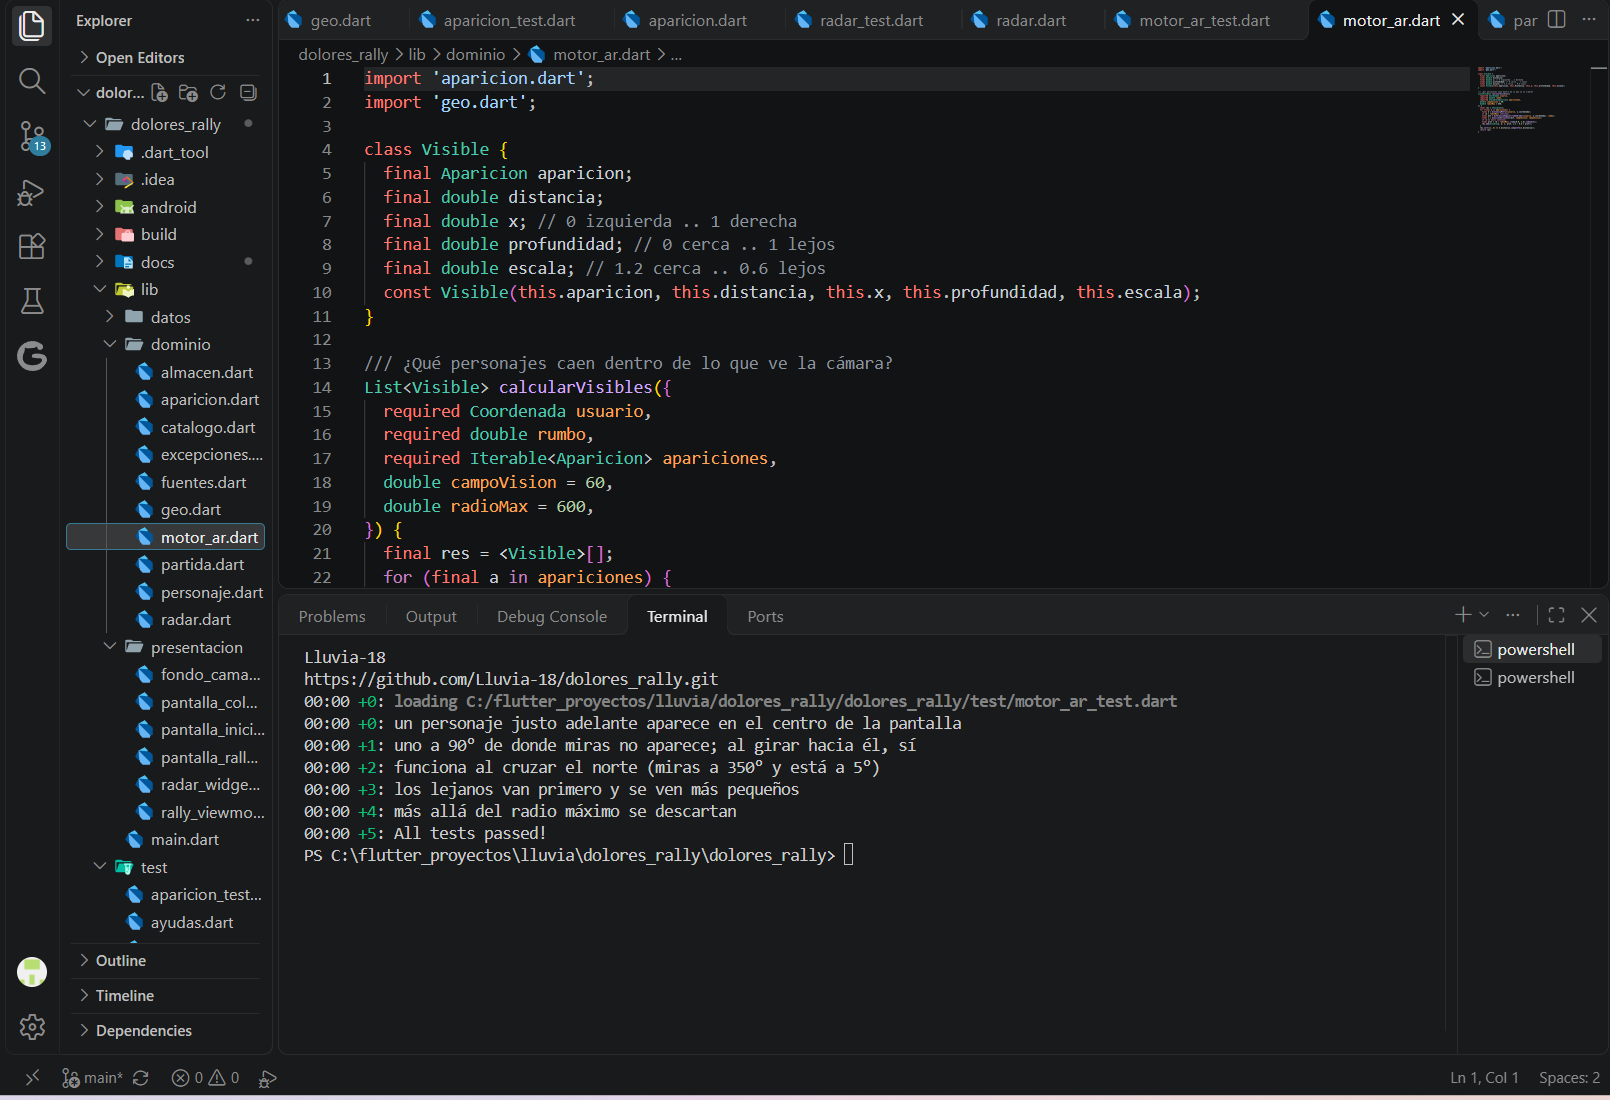 Explorer
Open Editors
dolor...
dolores_rally
.dart_tool
.idea
android
build
docs
lib
datos
dominio
almacen.dart
aparicion.dart
catalogo.dart
excepciones....
fuentes.dart
geo.dart
motor_ar.dart
partida.dart
personaje.dart
radar.dart
presentacion
fondo_cama...
pantalla_col...
pantalla_inici...
pantalla_rall...
radar_widge...
rally_viewmo...
main.dart
test
aparicion_test...
ayudas.dart
Outline
Timeline
Dependencies
13
geo.dart
aparicion_test.dart
aparicion.dart
radar_test.dart
radar.dart
motor_ar_test.dart
motor_ar.dart
par
dolores_rally > lib > dominio > motor_ar.dart > ...
1 import 'aparicion.dart';
2 import 'geo.dart';
3
4 class Visible {
5 final Aparicion aparicion;
6 final double distancia;
7 final double x; // 0 izquierda .. 1 derecha
8 final double profundidad; // 0 cerca .. 1 lejos
9 final double escala; // 1.2 cerca .. 0.6 lejos
10 const Visible(this.aparicion, this.distancia, this.x, this.profundidad, this.escala);
11 }
12
13 /// ¿Qué personajes caen dentro de lo que ve la cámara?
14 List<Visible> calcularVisibles({
15 required Coordenada usuario,
16 required double rumbo,
17 required Iterable<Aparicion> apariciones,
18 double campoVision = 60,
19 double radioMax = 600,
20 }) {
21 final res = <Visible>[];
22 for (final a in apariciones) {
Problems
Output
Debug Console
Terminal
Ports
Lluvia-18
https://github.com/Lluvia-18/dolores_rally.git
00:00 +0: loading C:/flutter_proyectos/lluvia/dolores_rally/dolores_rally/test/motor_ar_test.dart
00:00 +0: un personaje justo adelante aparece en el centro de la pantalla
00:00 +1: uno a 90° de donde miras no aparece; al girar hacia él, sí
00:00 +2: funciona al cruzar el norte (miras a 350° y está a 5°)
00:00 +3: los lejanos van primero y se ven más pequeños
00:00 +4: más allá del radio máximo se descartan
00:00 +5: All tests passed!
PS C:\flutter_proyectos\lluvia\dolores_rally\dolores_rally>
powershell
powershell
main*
0
0
Ln 1, Col 1
Spaces: 2